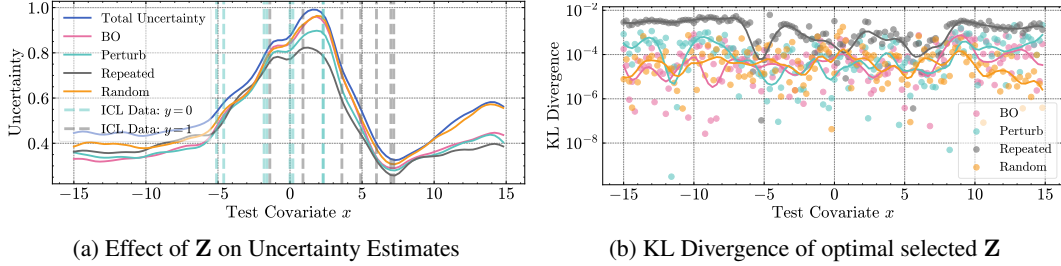 Total Uncertainty
BO
Perturb
Repeated
Random
ICL Data: y = 0
ICL Data: y = 1
Uncertainty
1.0
0.8
0.6
0.4
−15 −10 −5 0 5 10 15
Test Covariate x
(a) Effect of Z on Uncertainty Estimates
KL Divergence
10⁻²
10⁻⁴
10⁻⁶
10⁻⁸
BO
Perturb
Repeated
Random
−15 −10 −5 0 5 10 15
Test Covariate x
(b) KL Divergence of optimal selected Z